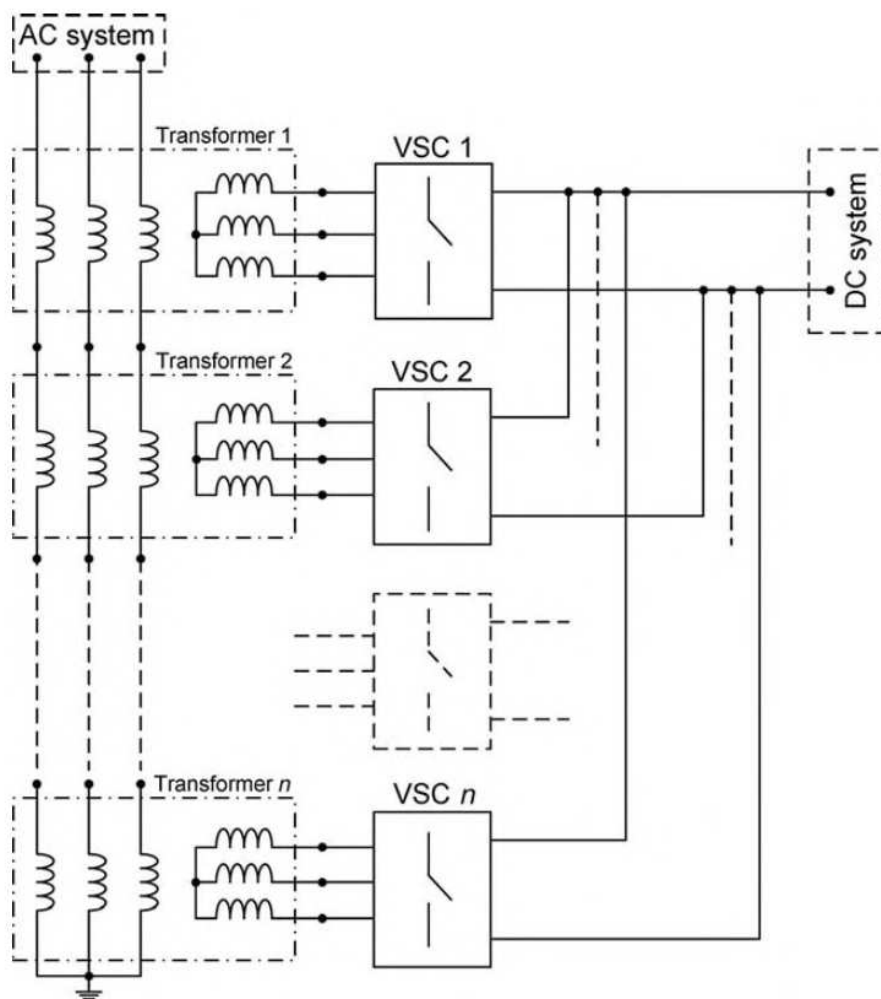 AC system
Transformer 1
VSC 1
DC system
Transformer 2
VSC 2
Transformer n
VSC n